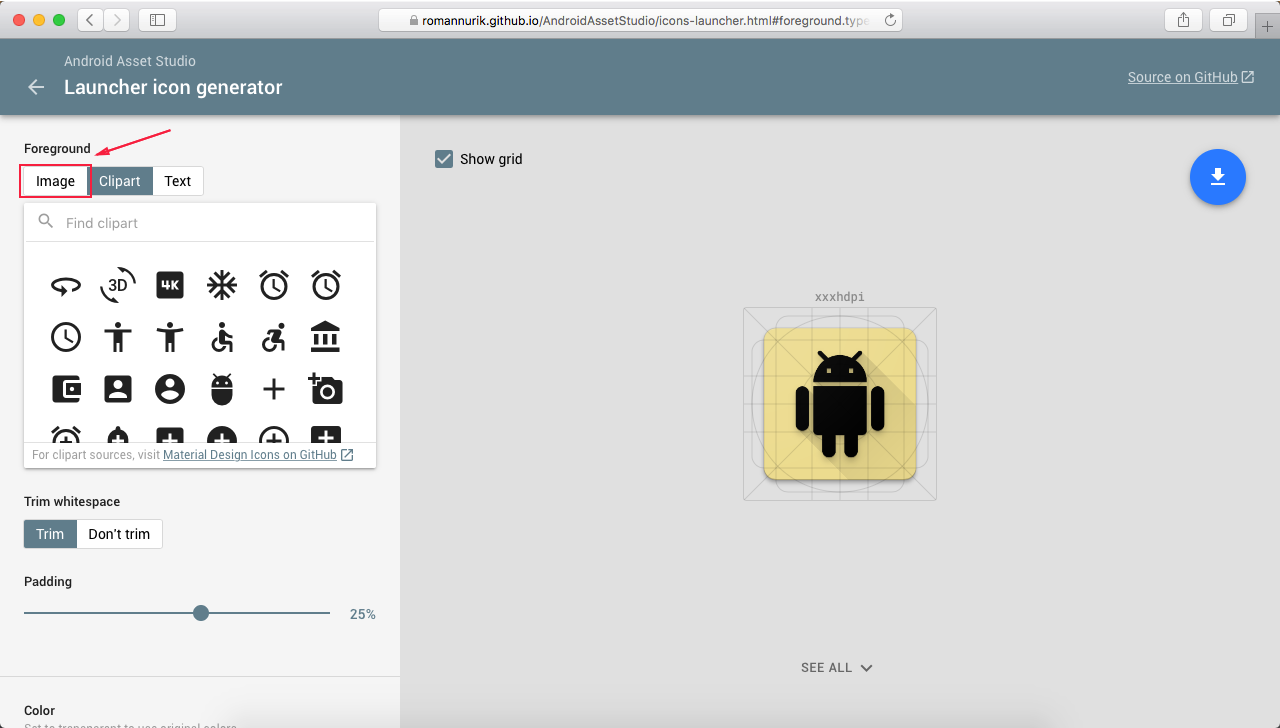 romannurik.github.io/AndroidAssetStudio/icons-launcher.html#foreground.type
Android Asset Studio
Launcher icon generator
Source on GitHub
Foreground
Image Clipart Text
Show grid
Find clipart
3D 4K
xxxhdpi
For clipart sources, visit Material Design Icons on GitHub
Trim whitespace
Trim Don't trim
Padding
25%
SEE ALL
Color
Set to transparent to use original colors